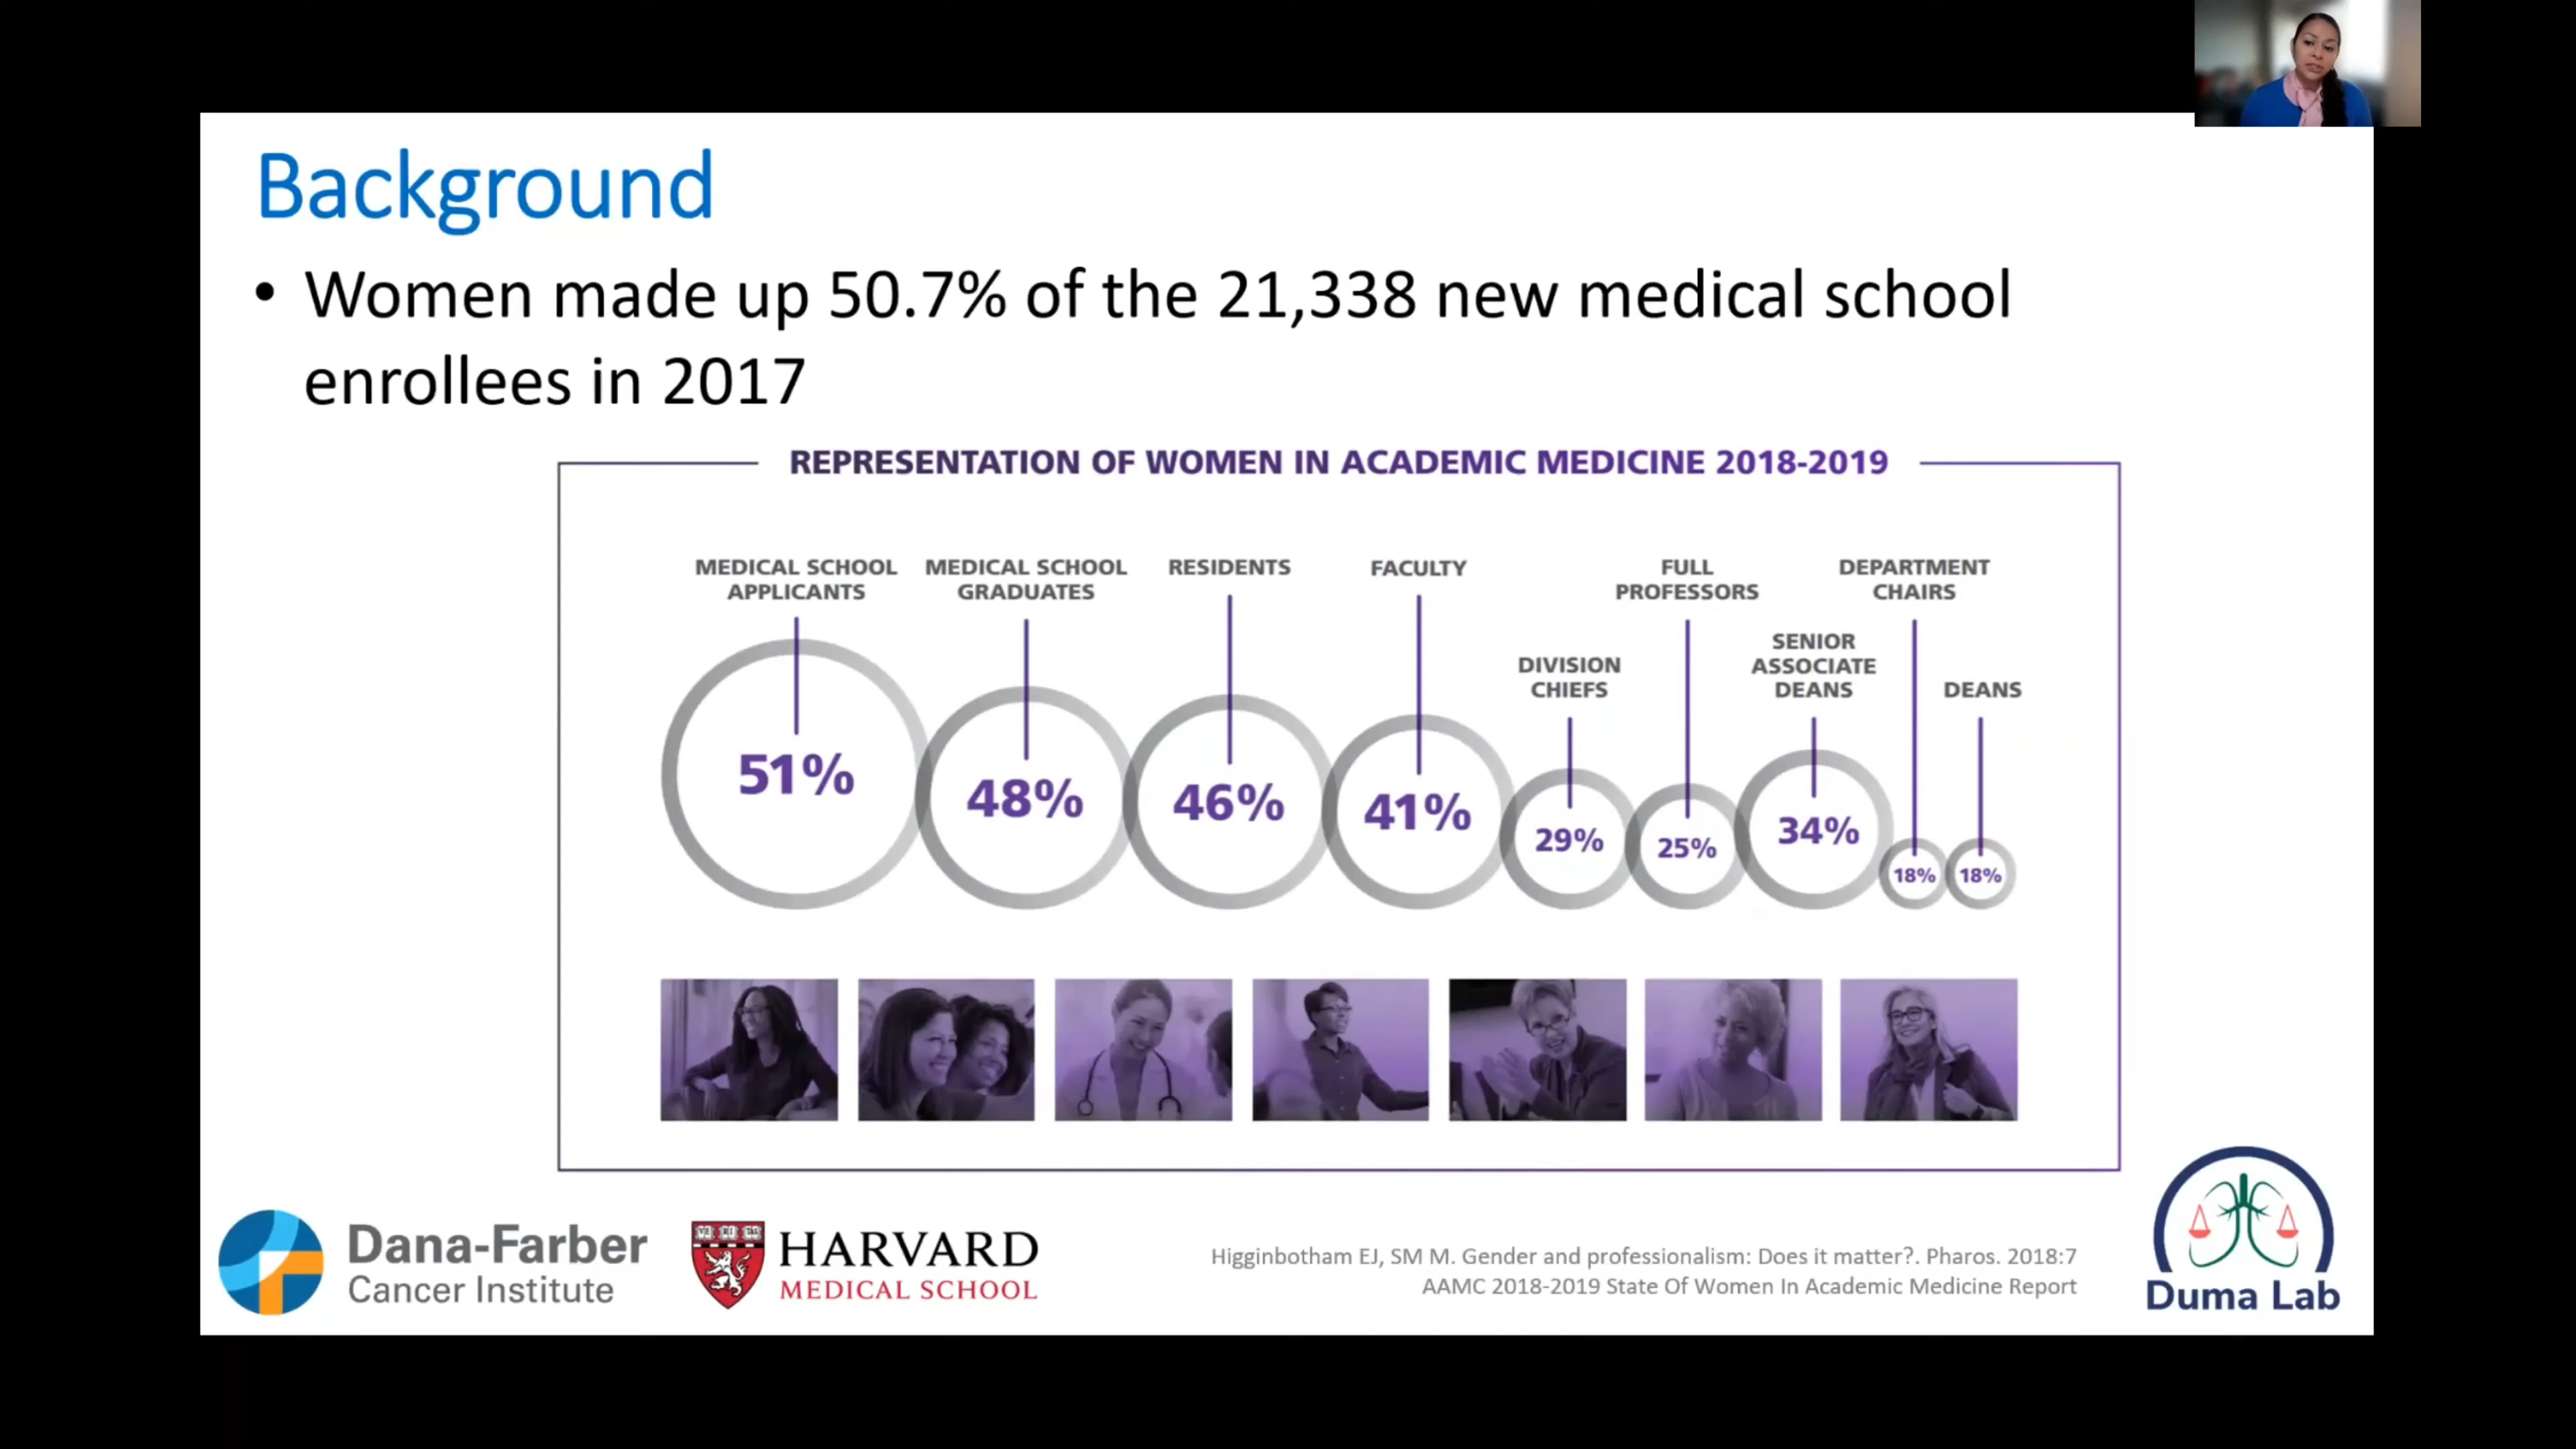 Background
• Women made up 50.7% of the 21,338 new medical school
enrollees in 2017
REPRESENTATION OF WOMEN IN ACADEMIC MEDICINE 2018-2019
MEDICAL SCHOOL
APPLICANTS
51%
MEDICAL SCHOOL
GRADUATES
48%
RESIDENTS
46%
FACULTY
41%
DIVISION
CHIEFS
29%
FULL
PROFESSORS
25%
SENIOR
ASSOCIATE
DEANS
34%
DEPARTMENT
CHAIRS
18%
DEANS
18%
Dana-Farber
Cancer Institute
HARVARD
MEDICAL SCHOOL
Higginbotham EJ, SM M. Gender and professionalism: Does it matter?. Pharos. 2018:7
AAMC 2018-2019 State Of Women In Academic Medicine Report
Duma Lab